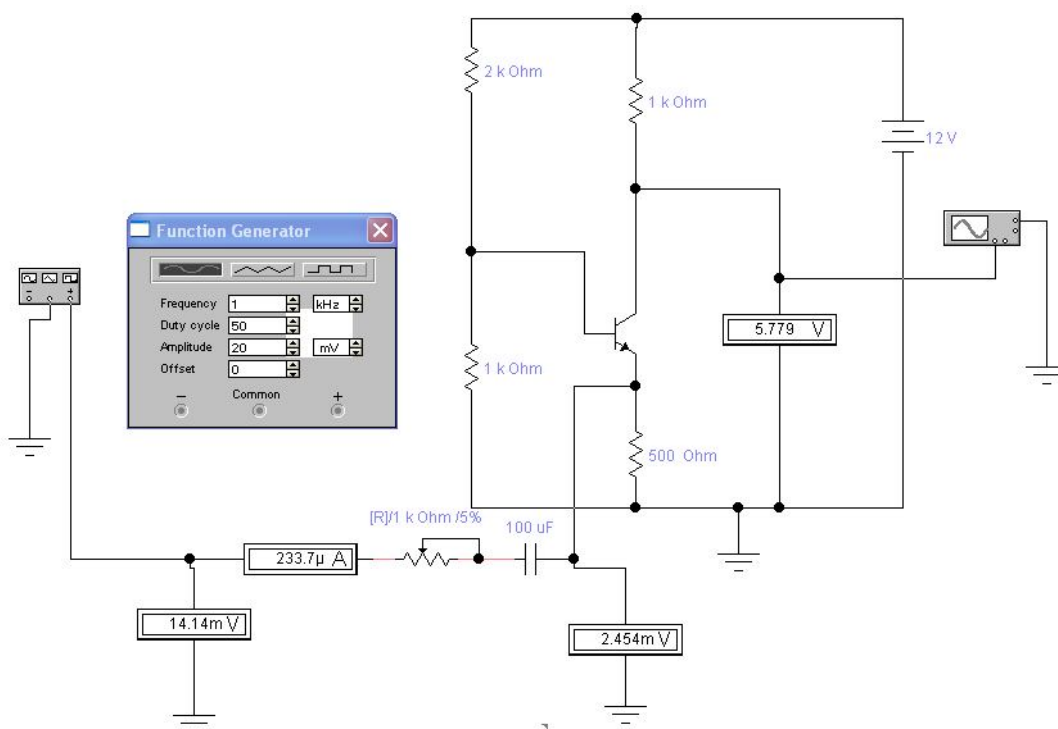 2 k Ohm
1 k Ohm
12 V
Function Generator
Frequency 1 kHz
Duty cycle 50
Amplitude 20 mV
Offset 0
− Common +
− +
1 k Ohm
5.779 V
500 Ohm
[R]/1 k Ohm /5%
100 uF
233.7µ A
14.14m V
2.454m V